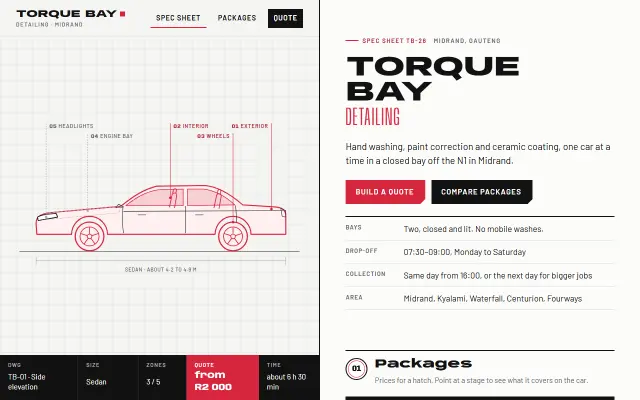 TORQUE BAY
DETAILING · MIDRAND
SPEC SHEET
PACKAGES
QUOTE
05 HEADLIGHTS
02 INTERIOR
01 EXTERIOR
04 ENGINE BAY
03 WHEELS
SEDAN · ABOUT 4·2 TO 4·9 M
DWG
TB-01 · Side elevation
SIZE
Sedan
ZONES
3 / 5
QUOTE
from
R2 000
TIME
about 6 h 30 min
SPEC SHEET TB-26 MIDRAND, GAUTENG
TORQUE
BAY
DETAILING
Hand washing, paint correction and ceramic coating, one car at a
time in a closed bay off the N1 in Midrand.
BUILD A QUOTE
COMPARE PACKAGES
BAYS
Two, closed and lit. No mobile washes.
DROP-OFF
07:30–09:00, Monday to Saturday
COLLECTION
Same day from 16:00, or the next day for bigger jobs
AREA
Midrand, Kyalami, Waterfall, Centurion, Fourways
01
Packages
Prices for a hatch. Point at a stage to see what it covers on the car.